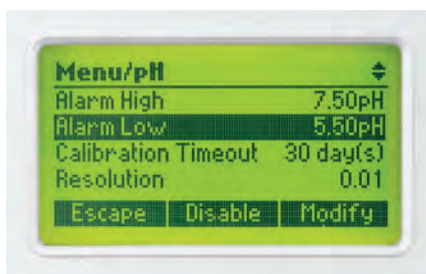 Menu/pH
Alarm High 7.50pH
Alarm Low 5.50pH
Calibration Timeout 30 day(s)
Resolution 0.01
Escape Disable Modify